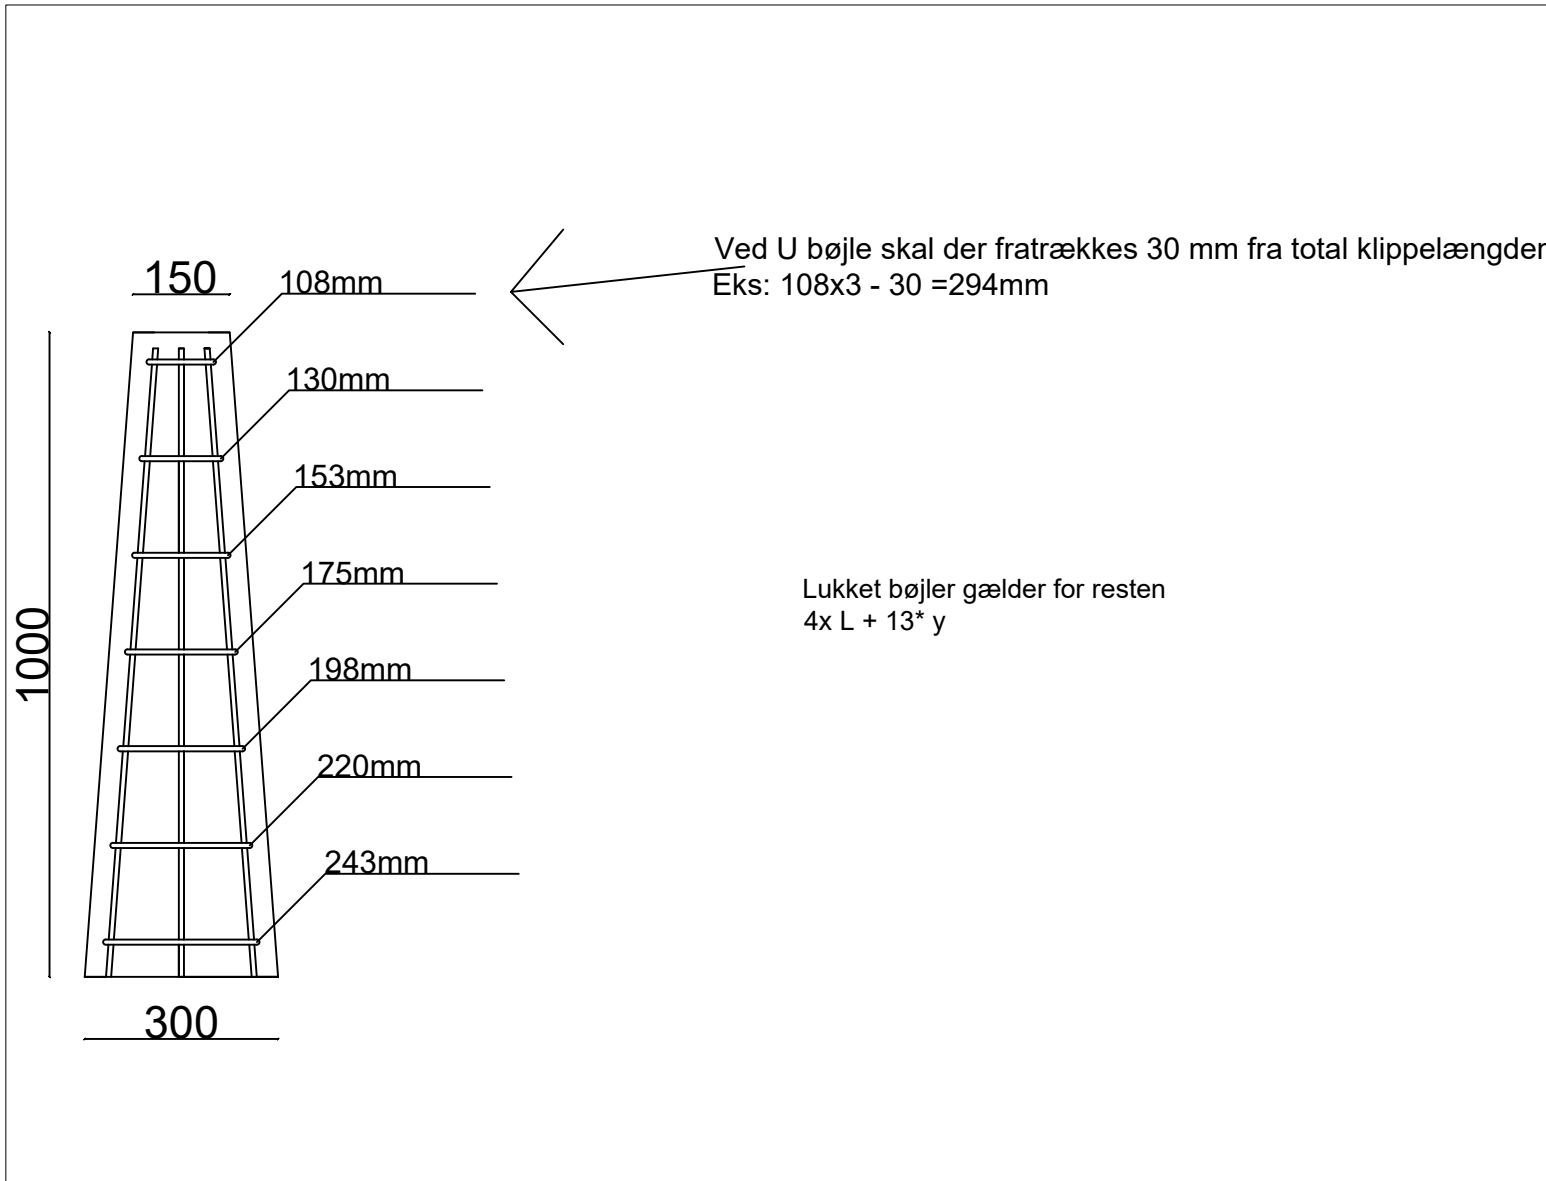 Ved U bøjle skal der fratrækkes 30 mm fra total klippelængden
Eks: 108x3 - 30 =294mm
150
108mm
130mm
153mm
175mm
Lukket bøjler gælder for resten
4x L + 13* y
1000
198mm
220mm
243mm
300